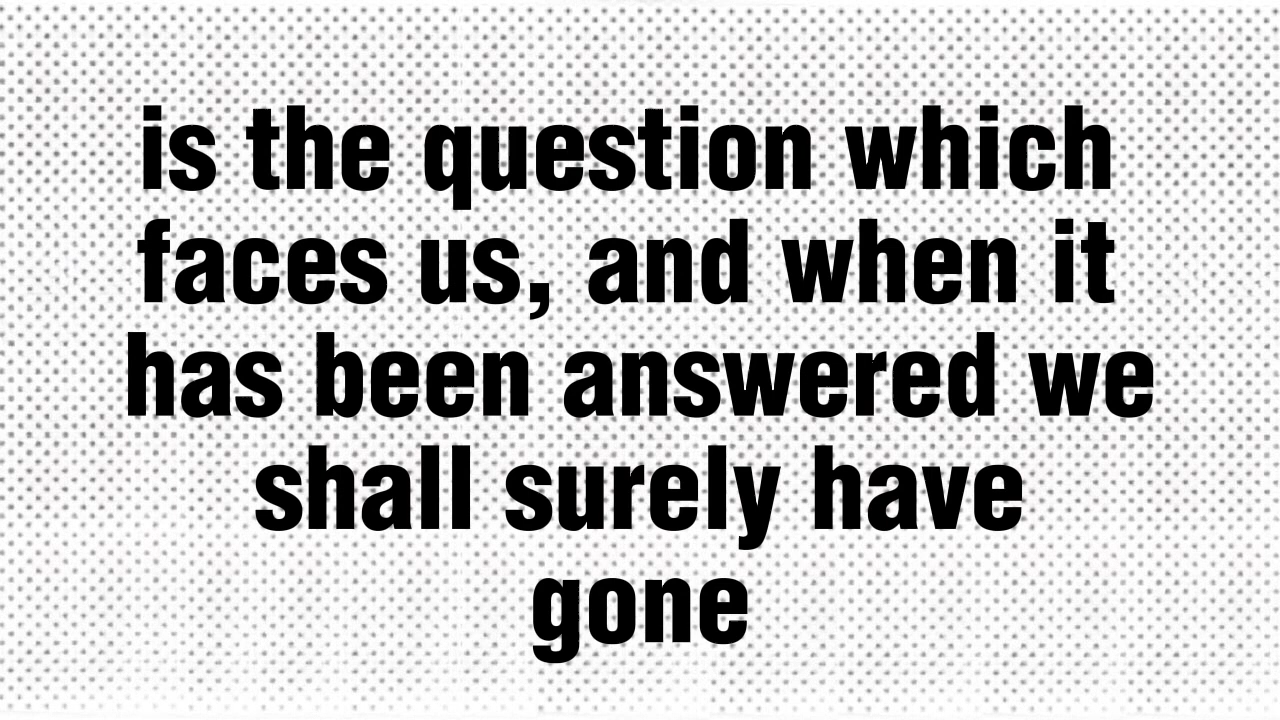 is the question which
faces us, and when it
has been answered we
shall surely have
gone